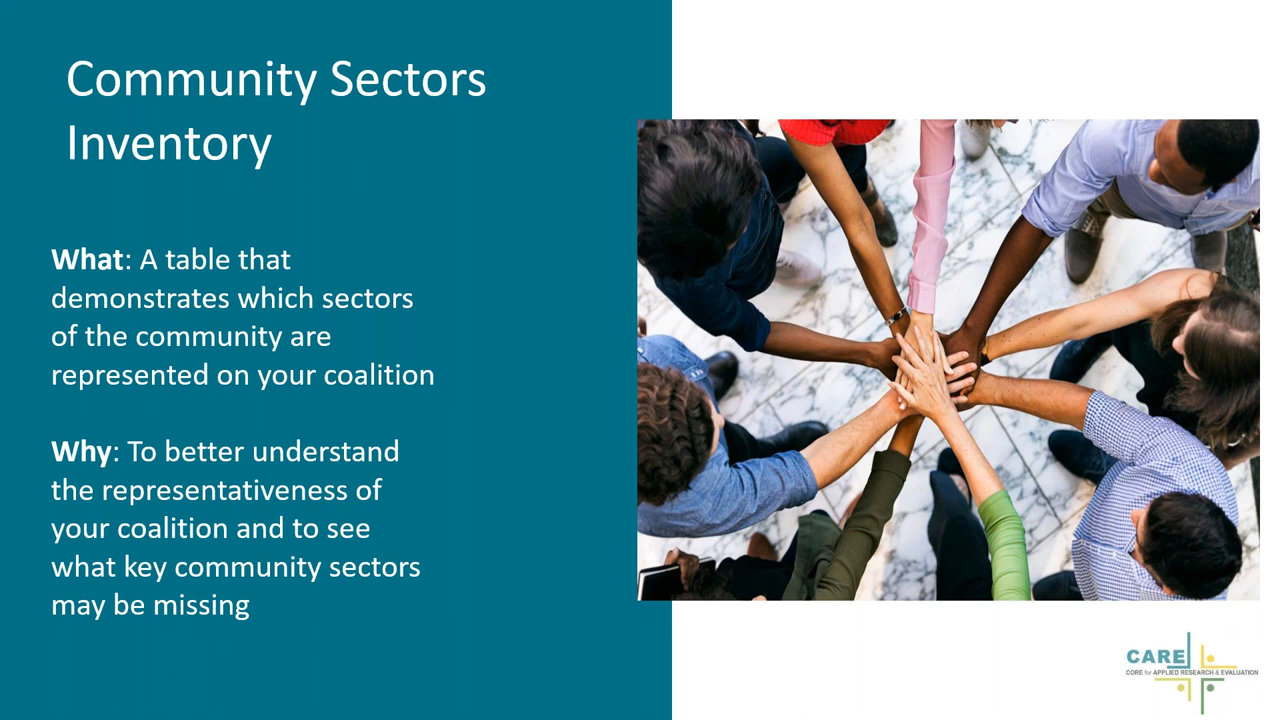 Community Sectors
Inventory
What: A table that
demonstrates which sectors
of the community are
represented on your coalition
Why: To better understand
the representativeness of
your coalition and to see
what key community sectors
may be missing
CARE
CORE for APPLIED RESEARCH & EVALUATION